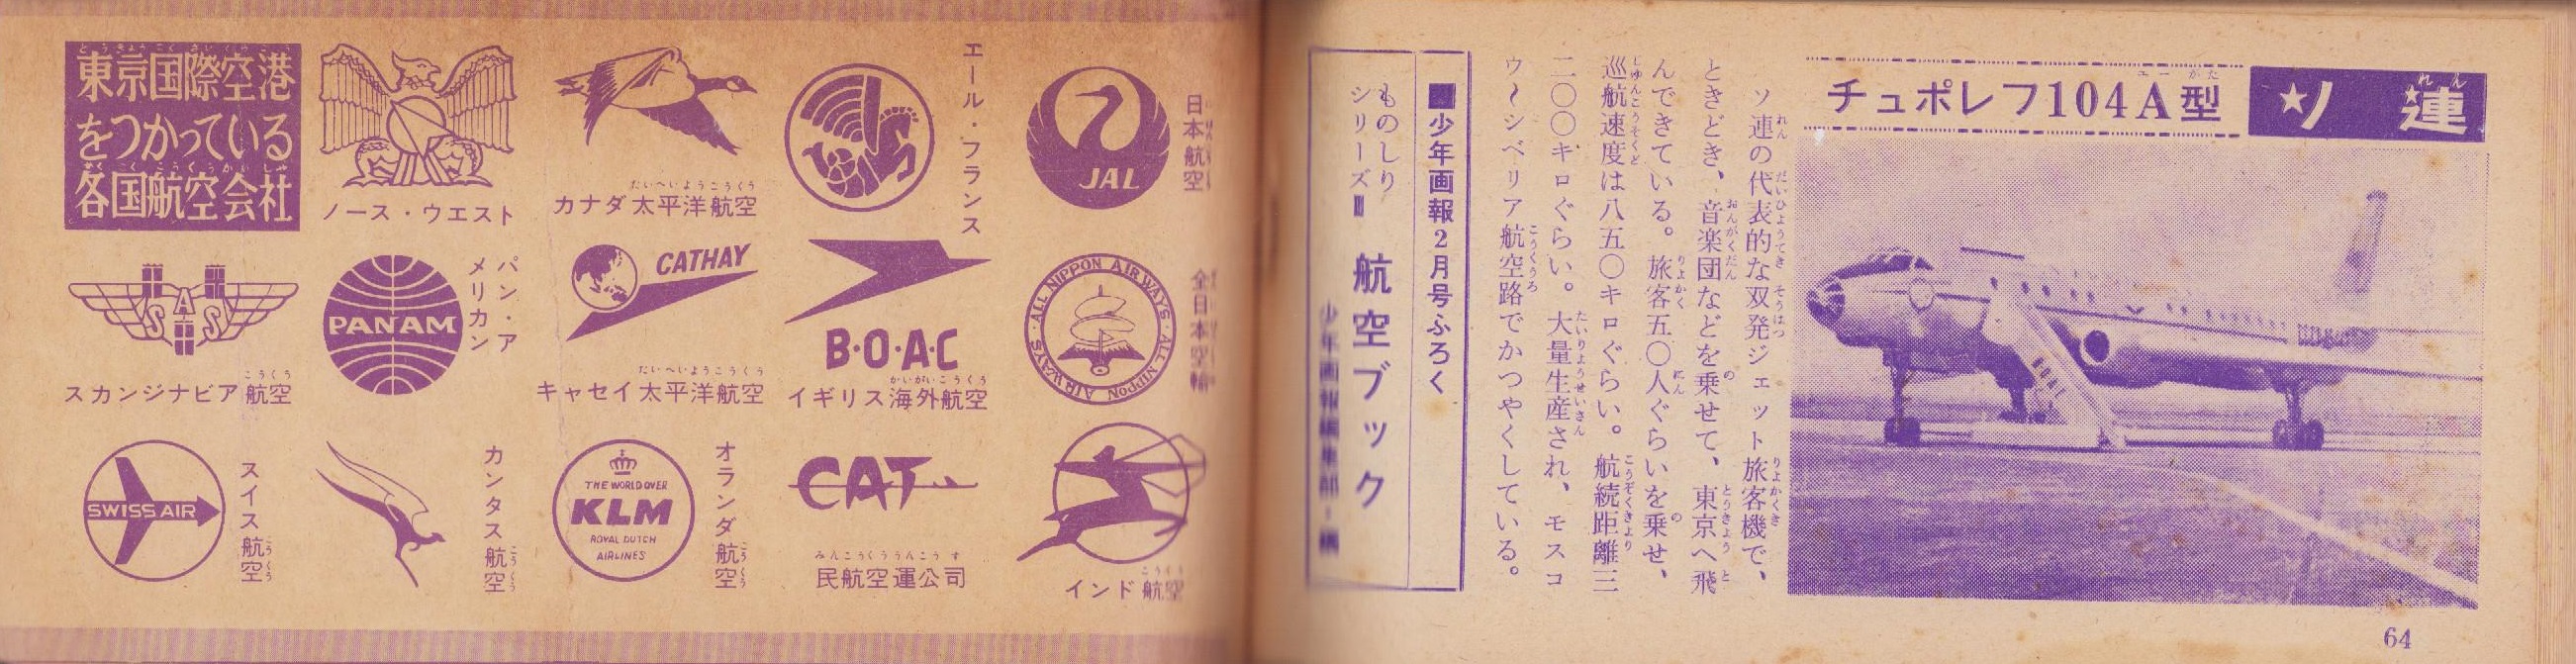 ソ連
チュポレフ104A型
ソ連の代表的な双発ジェット旅客機で、
ときどき、音楽団などを乗せて、東京へ飛
んできている。旅客五〇人ぐらいを乗せ、
巡航速度は八五〇キロぐらい。航続距離三
二〇〇キロぐらい。大量生産され、モスコ
ウ〜シベリア航空路でかつやくしている。
BOAC
64
■少年画報2月号ふろく
ものしり
シリーズⅢ
航空ブック
少年画報編集部・編
東京国際空港
をつかっている
各国航空会社
日本航空
JAL
エール・フランス
カナダ太平洋航空
ノース・ウエスト
全日本空輸
ALL NIPPON AIRWAYS・ALL NIPPON AIRWAYS・
B・O・A・C
イギリス海外航空
CATHAY
キャセイ太平洋航空
パン・ア
メリカン
PANAM
SAS
スカンジナビア航空
インド航空
CAT
民航空運公司
オランダ航空
THE WORLD OVER
KLM
ROYAL DUTCH
AIRLINES
カンタス航空
スイス航空
SWISSAIR